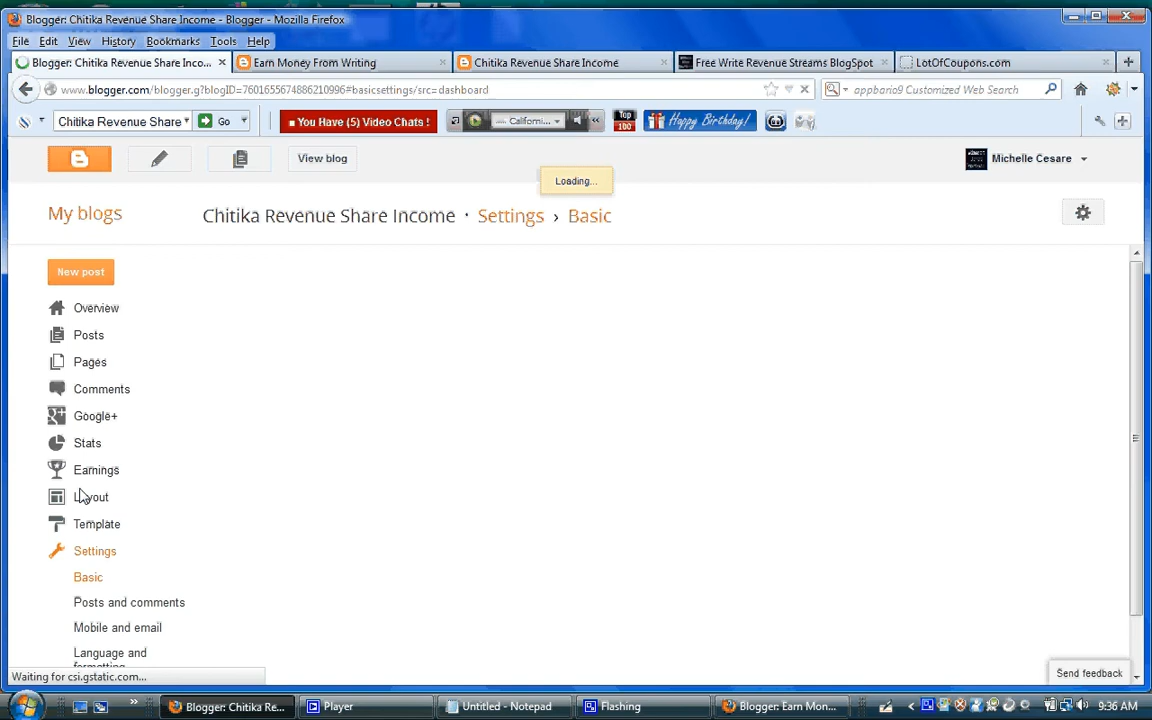 Blogger: Chitika Revenue Share Income - Blogger - Mozilla Firefox
File Edit View History Bookmarks Tools Help
Blogger: Chitika Revenue Share Inco... Earn Money From Writing Chitika Revenue Share Income Free Write Revenue Streams BlogSpot LotOfCoupons.com
www.blogger.com/blogger.g?blogID=7601655674886210996#basicsettings/src=dashboard appbario9 Customized Web Search
Chitika Revenue Share Go You Have (5) Video Chats ! Californi... Top 100 Happy Birthday!
View blog Michelle Cesare
Loading...
My blogs Chitika Revenue Share Income · Settings › Basic
New post
Overview
Posts
Pages
Comments
Google+
Stats
Earnings
Layout
Template
Settings
Basic
Posts and comments
Mobile and email
Language and
formatting
Waiting for csi.gstatic.com... Send feedback
Blogger: Chitika Re... Player Untitled - Notepad Flashing Blogger: Earn Mon... 9:36 AM